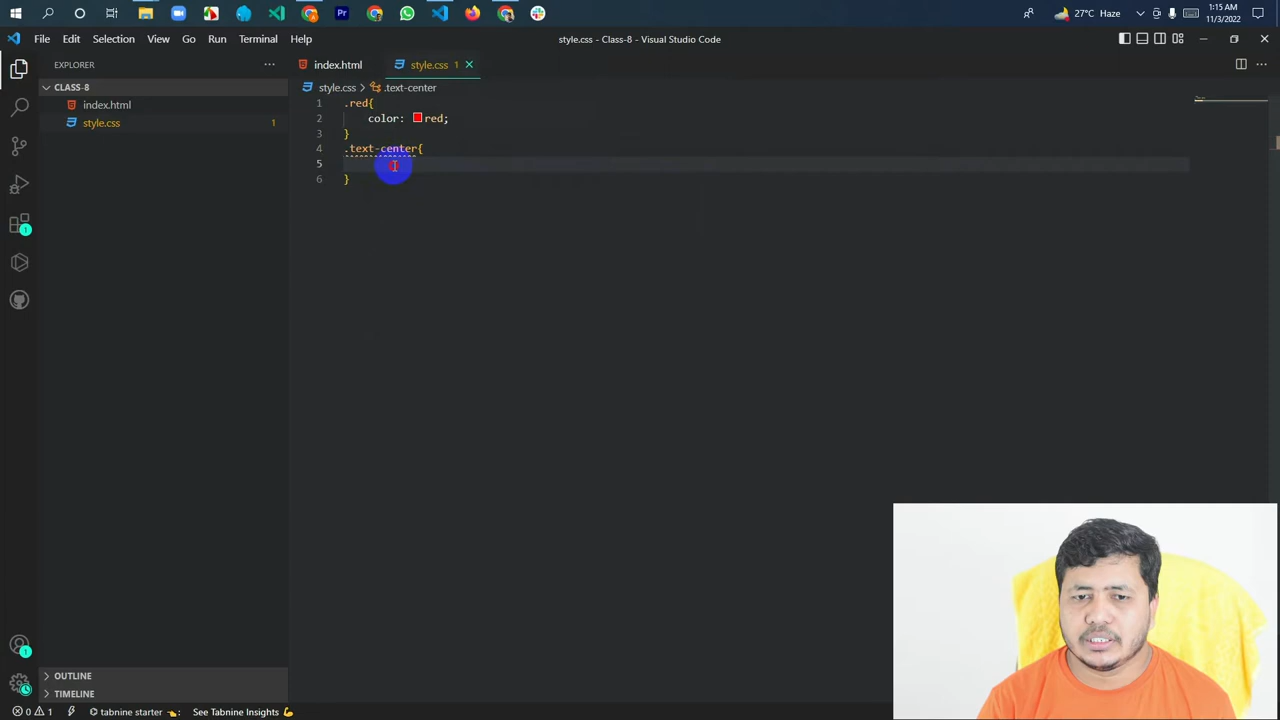 Pr
27°C Haze
1:15 AM
11/3/2022
File Edit Selection View Go Run Terminal Help
style.css - Class-8 - Visual Studio Code
EXPLORER
index.html
style.css 1
CLASS-8
style.css > .text-center
index.html
style.css 1
1 .red{
2 color: red;
3 }
4 .text-center{
5
6 }
1
1
OUTLINE
TIMELINE
0 1 tabnine starter See Tabnine Insights